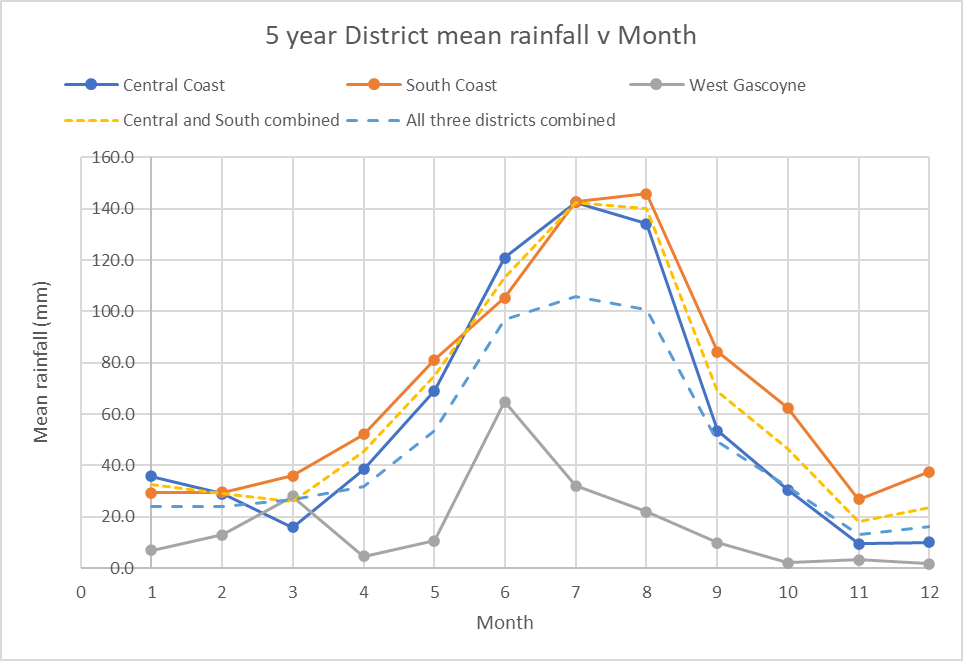 5 year District mean rainfall v Month
Central Coast South Coast West Gascoyne
Central and South combined All three districts combined
160.0
140.0
120.0
100.0
80.0
60.0
40.0
20.0
0.0
Mean rainfall (mm)
0 1 2 3 4 5 6 7 8 9 10 11 12
Month